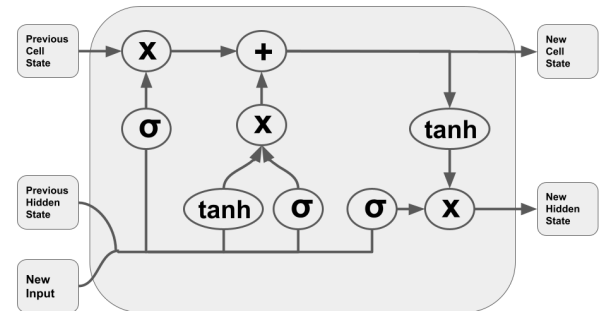 Previous
Cell
State
x
+
New
Cell
State
σ
x
tanh
Previous
Hidden
State
tanh
σ
σ
x
New
Hidden
State
New
Input